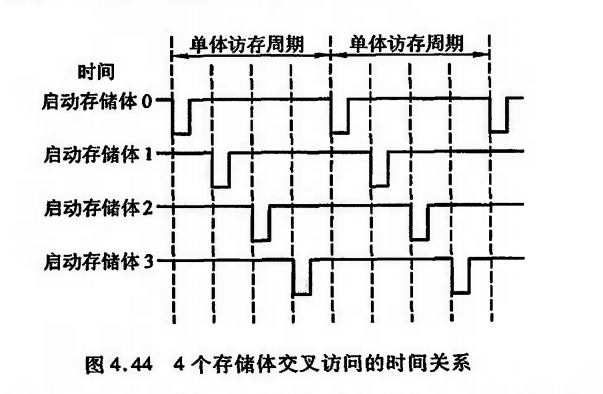 单体访存周期 单体访存周期
时间
启动存储体 0
启动存储体 1
启动存储体 2
启动存储体 3
图 4.44 4 个存储体交叉访问的时间关系